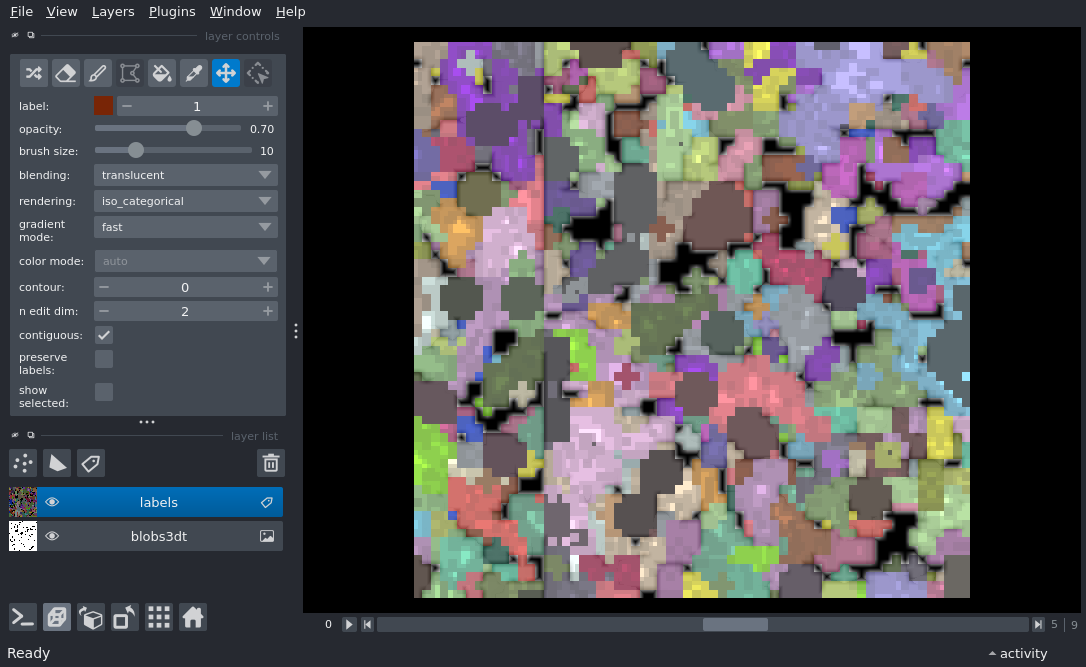 File View Layers Plugins Window Help
layer controls
label: 1
opacity: 0.70
brush size: 10
blending: translucent
rendering: iso_categorical
gradient
mode: fast
color mode: auto
contour: 0
n edit dim: 2
contiguous:
preserve
labels:
show
selected:
layer list
labels
blobs3dt
0 5 | 9
Ready activity